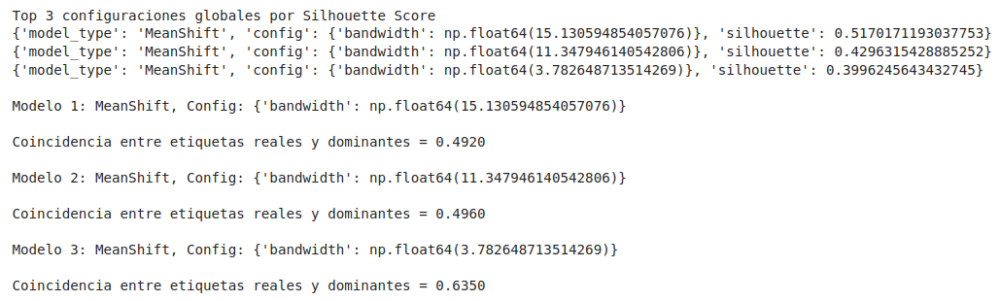 Top 3 configuraciones globales por Silhouette Score
{'model_type': 'MeanShift', 'config': {'bandwidth': np.float64(15.130594854057076)}, 'silhouette': 0.5170171193037753}
{'model_type': 'MeanShift', 'config': {'bandwidth': np.float64(11.347946140542806)}, 'silhouette': 0.4296315428885252}
{'model_type': 'MeanShift', 'config': {'bandwidth': np.float64(3.782648713514269)}, 'silhouette': 0.3996245643432745}
Modelo 1: MeanShift, Config: {'bandwidth': np.float64(15.130594854057076)}
Coincidencia entre etiquetas reales y dominantes = 0.4920
Modelo 2: MeanShift, Config: {'bandwidth': np.float64(11.347946140542806)}
Coincidencia entre etiquetas reales y dominantes = 0.4960
Modelo 3: MeanShift, Config: {'bandwidth': np.float64(3.782648713514269)}
Coincidencia entre etiquetas reales y dominantes = 0.6350